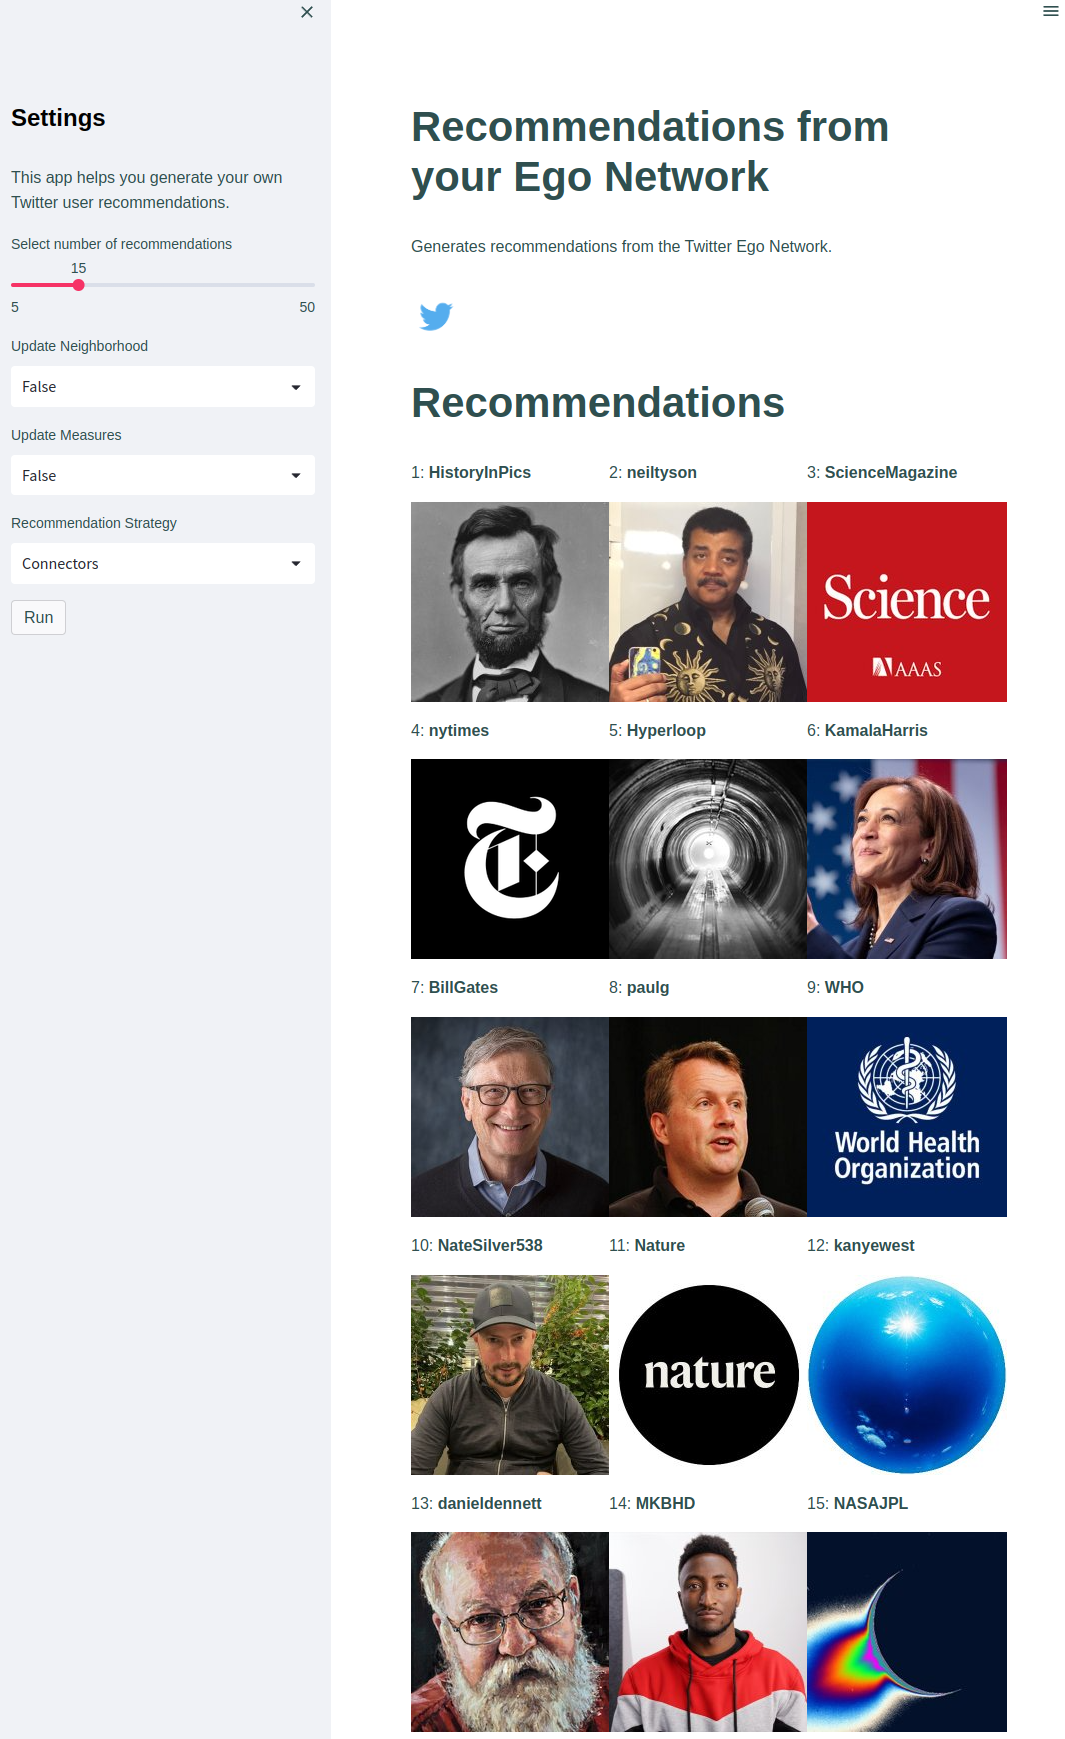 Settings
This app helps you generate your own
Twitter user recommendations.
Select number of recommendations
15
5 50
Update Neighborhood
False
Update Measures
False
Recommendation Strategy
Connectors
Run
Recommendations from
your Ego Network
Generates recommendations from the Twitter Ego Network.
Recommendations
1: HistoryInPics 2: neiltyson 3: ScienceMagazine
Science
AAAS
4: nytimes 5: Hyperloop 6: KamalaHarris
7: BillGates 8: paulg 9: WHO
World Health
Organization
10: NateSilver538 11: Nature 12: kanyewest
nature
13: danieldennett 14: MKBHD 15: NASAJPL